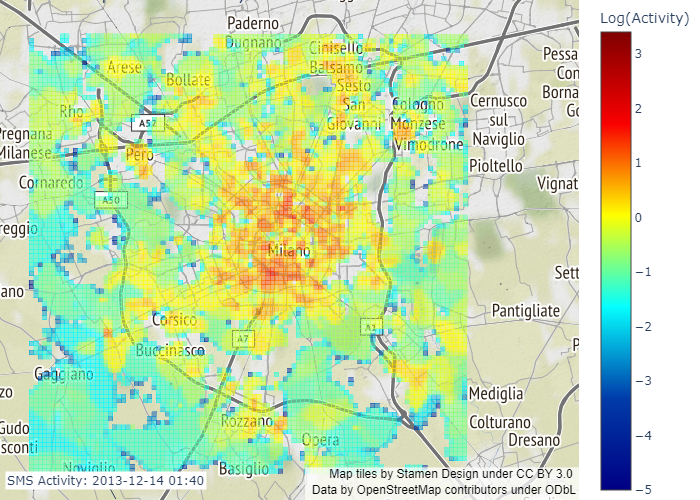 Paderno
Dugnano
Cinisello
Balsamo
Arese
Bollate
Sesto
San
Giovanni
Rho
A52
Cologno
Monzese
Cernusco
sul
Naviglio
Pessa
Con
Borna
Go
Pregnana
Milanese
Pero
Vimodrone
Pioltello
Cornaredo
Vignat
A50
reggio
Milano
Sett
ano
Pantigliate
Corsico
A1
A7
P
Buccinasco
Gaggiano
zo
Mediglia
Rozzano
Gudo
sconti
Opera
Colturano
Dresano
Noviglio
Basiglio
SMS Activity: 2013-12-14 01:40
Map tiles by Stamen Design under CC BY 3.0
Data by OpenStreetMap contributors under ODbL
Log(Activity)
3
2
1
0
−1
−2
−3
−4
−5